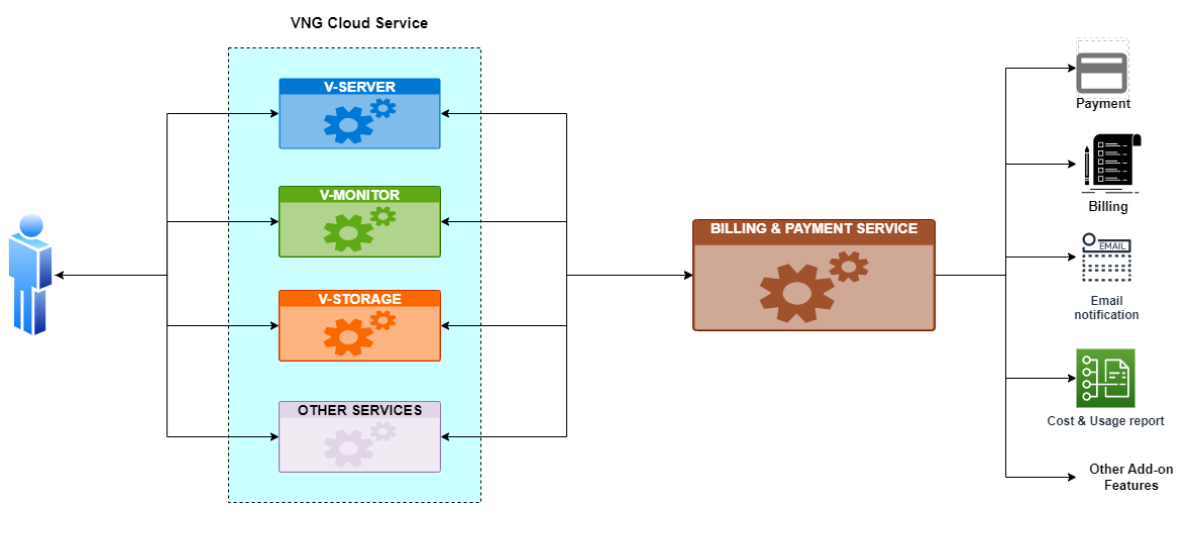 VNG Cloud Service
V-SERVER
V-MONITOR
V-STORAGE
OTHER SERVICES
BILLING & PAYMENT SERVICE
Payment
Billing
EMAIL
Email
notification
Cost & Usage report
Other Add-on
Features